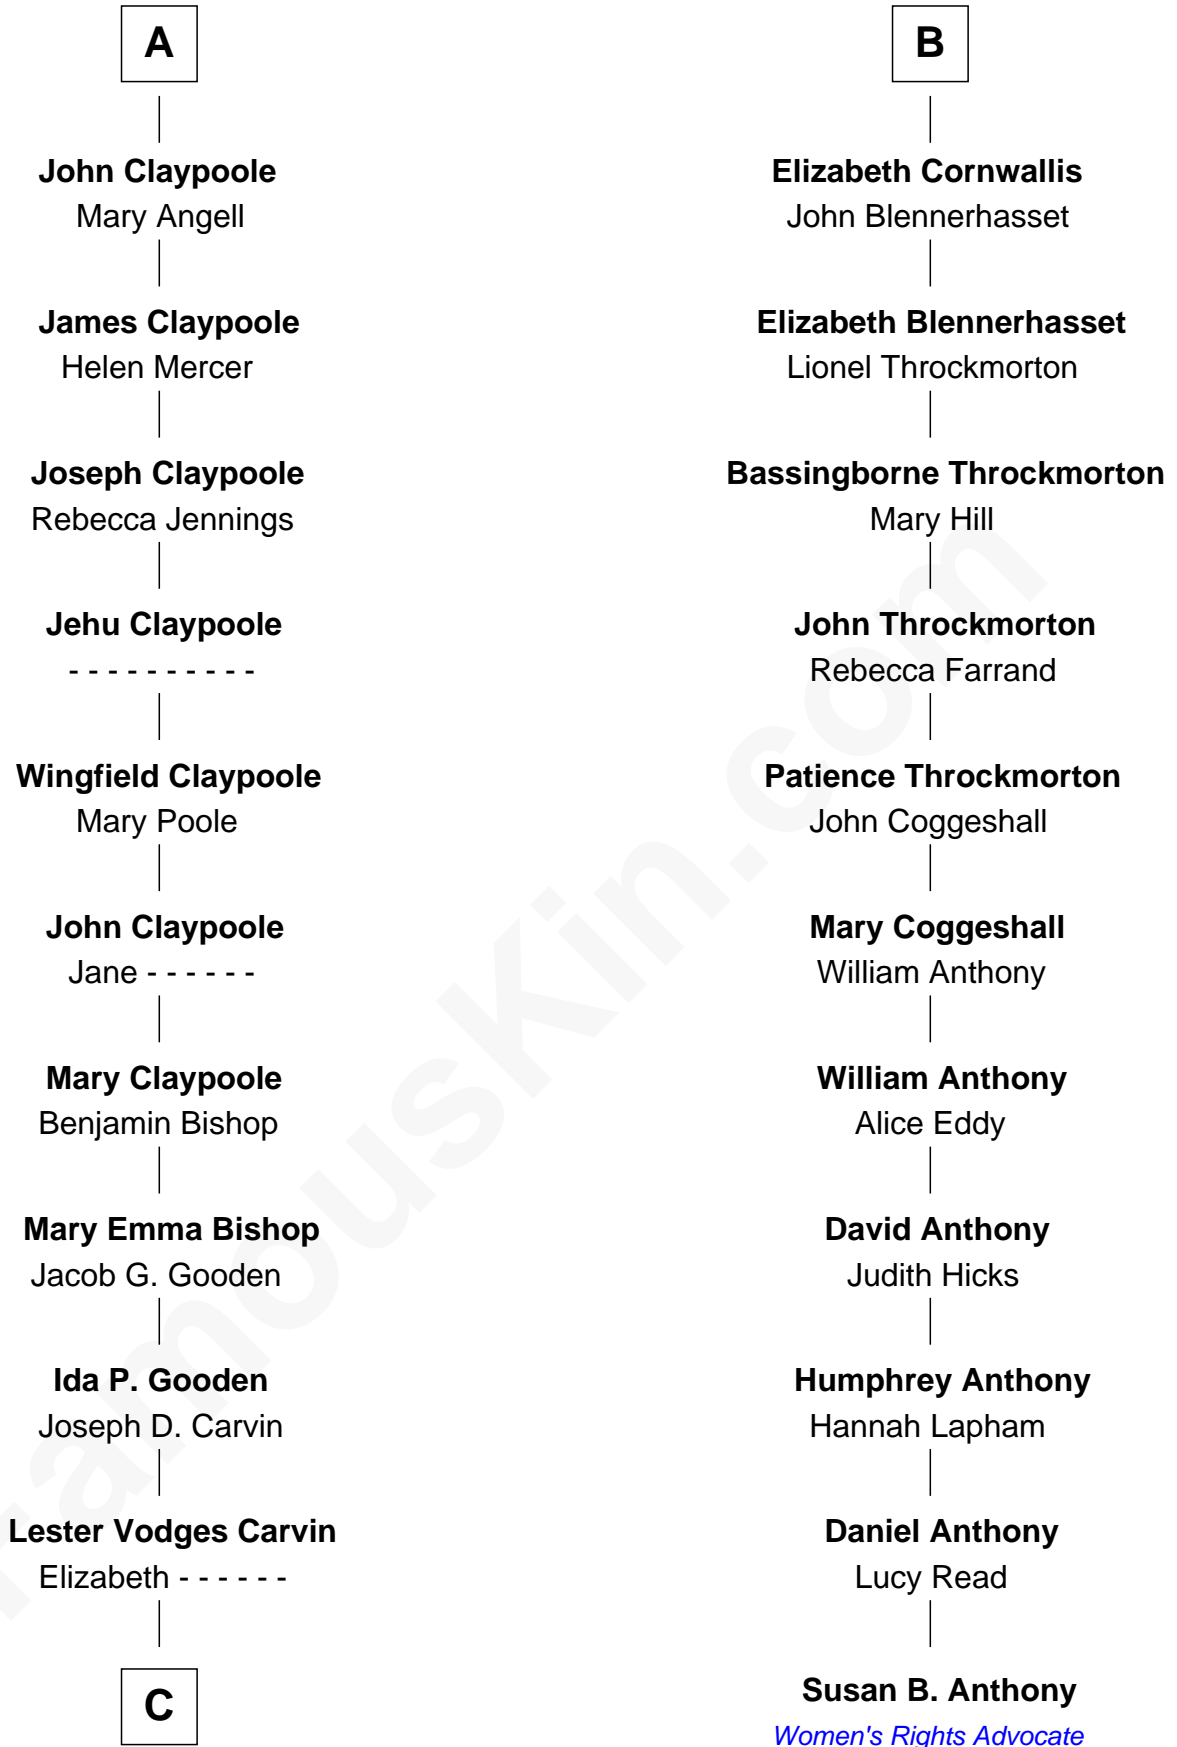 A
John Claypoole
Mary Angell
James Claypoole
Helen Mercer
Joseph Claypoole
Rebecca Jennings
Jehu Claypoole
- - - - - - - - - -
Wingfield Claypoole
Mary Poole
John Claypoole
Jane - - - - - -
Mary Claypoole
Benjamin Bishop
Mary Emma Bishop
Jacob G. Gooden
Ida P. Gooden
Joseph D. Carvin
Lester Vodges Carvin
Elizabeth - - - - - -
C
B
Elizabeth Cornwallis
John Blennerhasset
Elizabeth Blennerhasset
Lionel Throckmorton
Bassingborne Throckmorton
Mary Hill
John Throckmorton
Rebecca Farrand
Patience Throckmorton
John Coggeshall
Mary Coggeshall
William Anthony
William Anthony
Alice Eddy
David Anthony
Judith Hicks
Humphrey Anthony
Hannah Lapham
Daniel Anthony
Lucy Read
Susan B. Anthony
Women's Rights Advocate
FamousKin.com